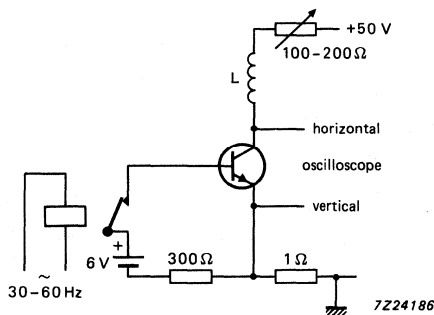 +50 V
100–200Ω
L
horizontal
oscilloscope
vertical
+
6 V
300Ω
1Ω
~
30–60 Hz
7Z24186